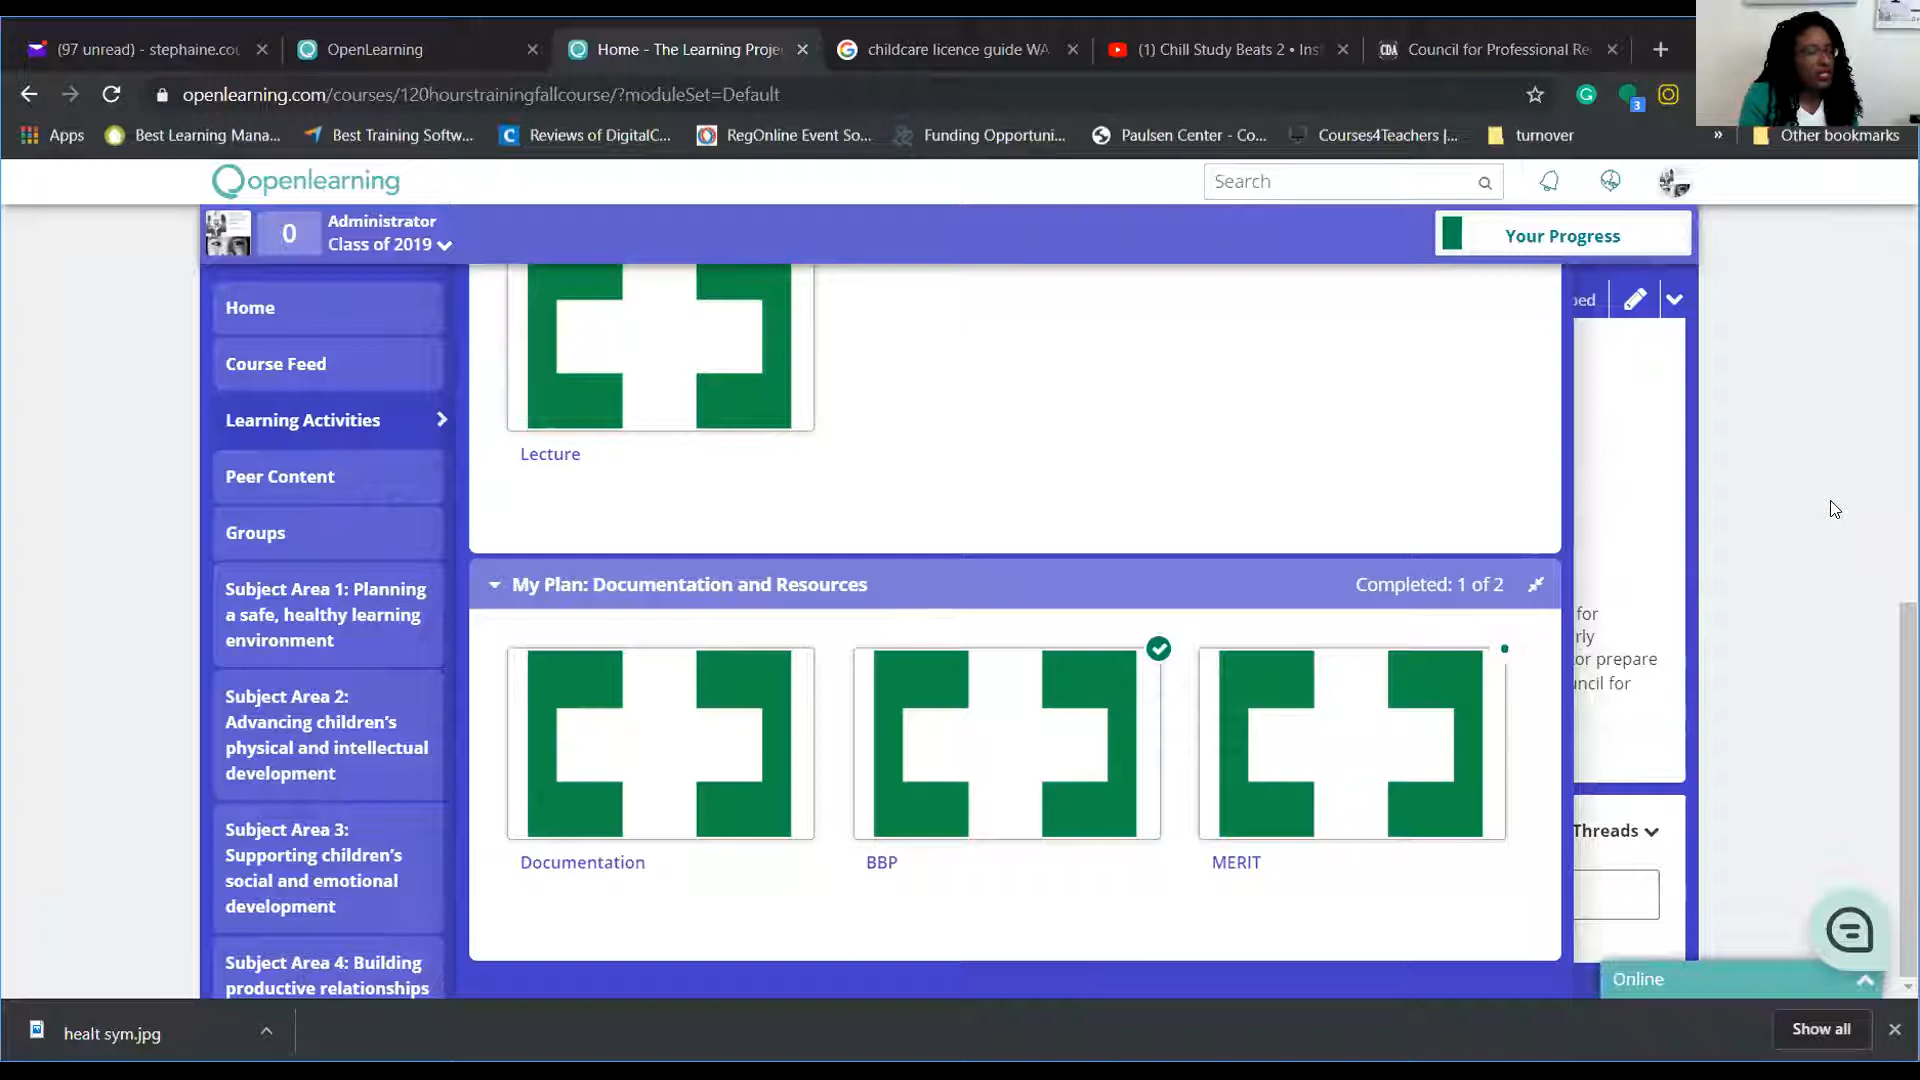 (97 unread) - stephaine.cou
OpenLearning
Home - The Learning Projec
childcare licence guide WA
(1) Chill Study Beats 2 • Ins
CDA
Council for Professional Re
openlearning.com/courses/120hourstrainingfallcourse/?moduleSet=Default
3
Apps
Best Learning Mana...
Best Training Softw...
Reviews of DigitalC...
RegOnline Event So...
Funding Opportuni...
Paulsen Center - Co...
Courses4Teachers |...
turnover
»
Other bookmarks
openlearning
Search
0
Administrator
Class of 2019
Your Progress
Home
Course Feed
Learning Activities
Peer Content
Groups
Subject Area 1: Planning
a safe, healthy learning
environment
Subject Area 2:
Advancing children's
physical and intellectual
development
Subject Area 3:
Supporting children's
social and emotional
development
Subject Area 4: Building
productive relationships
Lecture
My Plan: Documentation and Resources
Completed: 1 of 2
Documentation
BBP
MERIT
for
or prepare
Threads
Online
healt sym.jpg
Show all